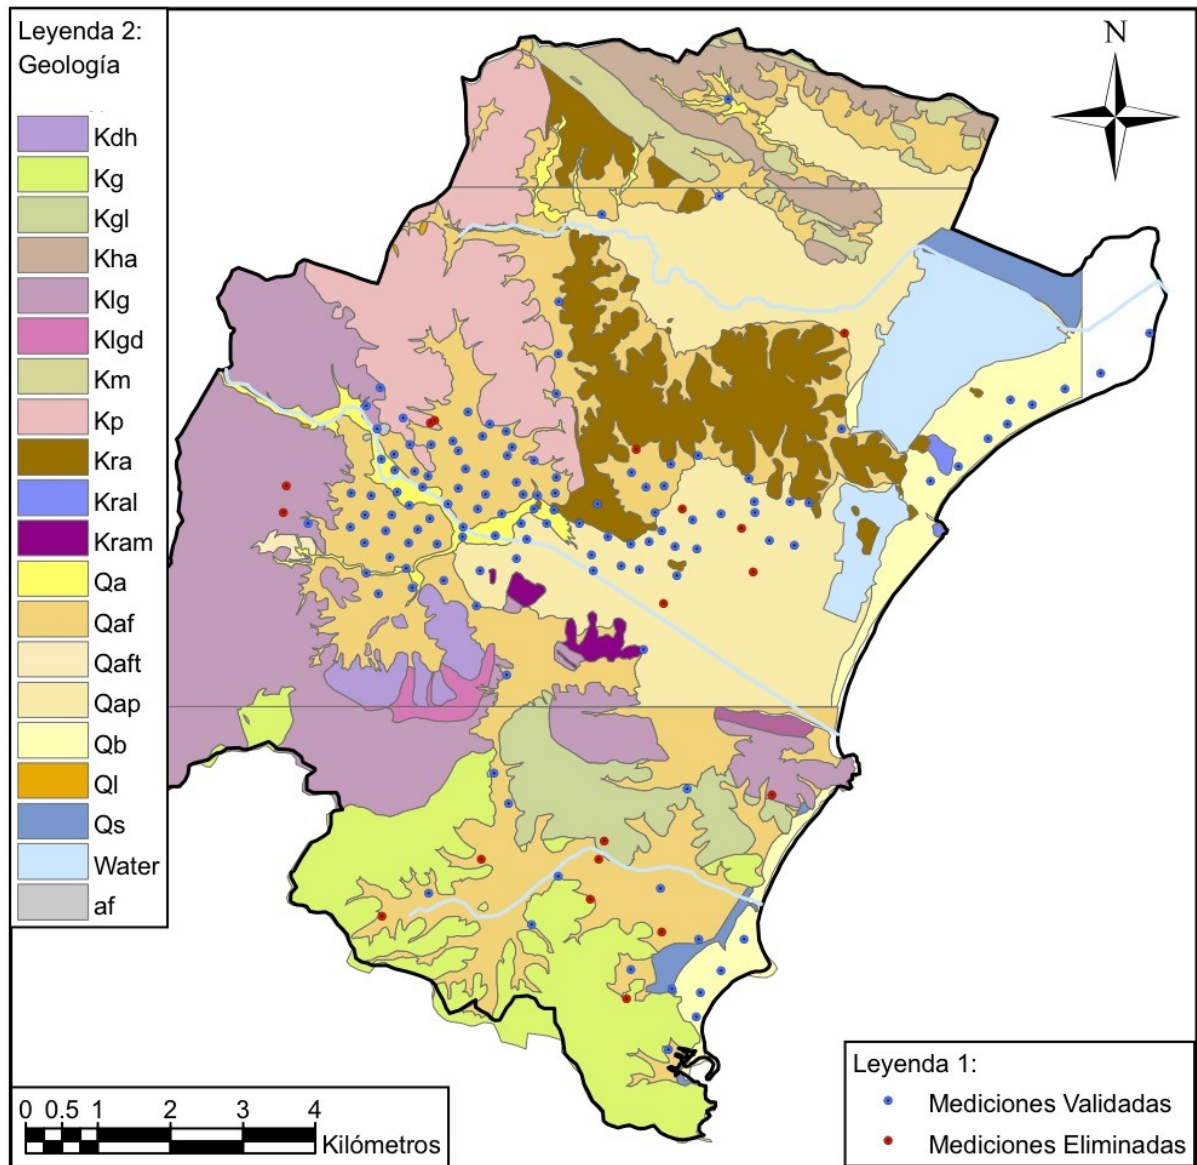 Leyenda 2:
Geología
Kdh
Kg
Kgl
Kha
Klg
Klgd
Km
Kp
Kra
Kral
Kram
Qa
Qaf
Qaft
Qap
Qb
Ql
Qs
Water
af
N
0 0.5 1 2 3 4
Kilómetros
Leyenda 1:
Mediciones Validadas
Mediciones Eliminadas